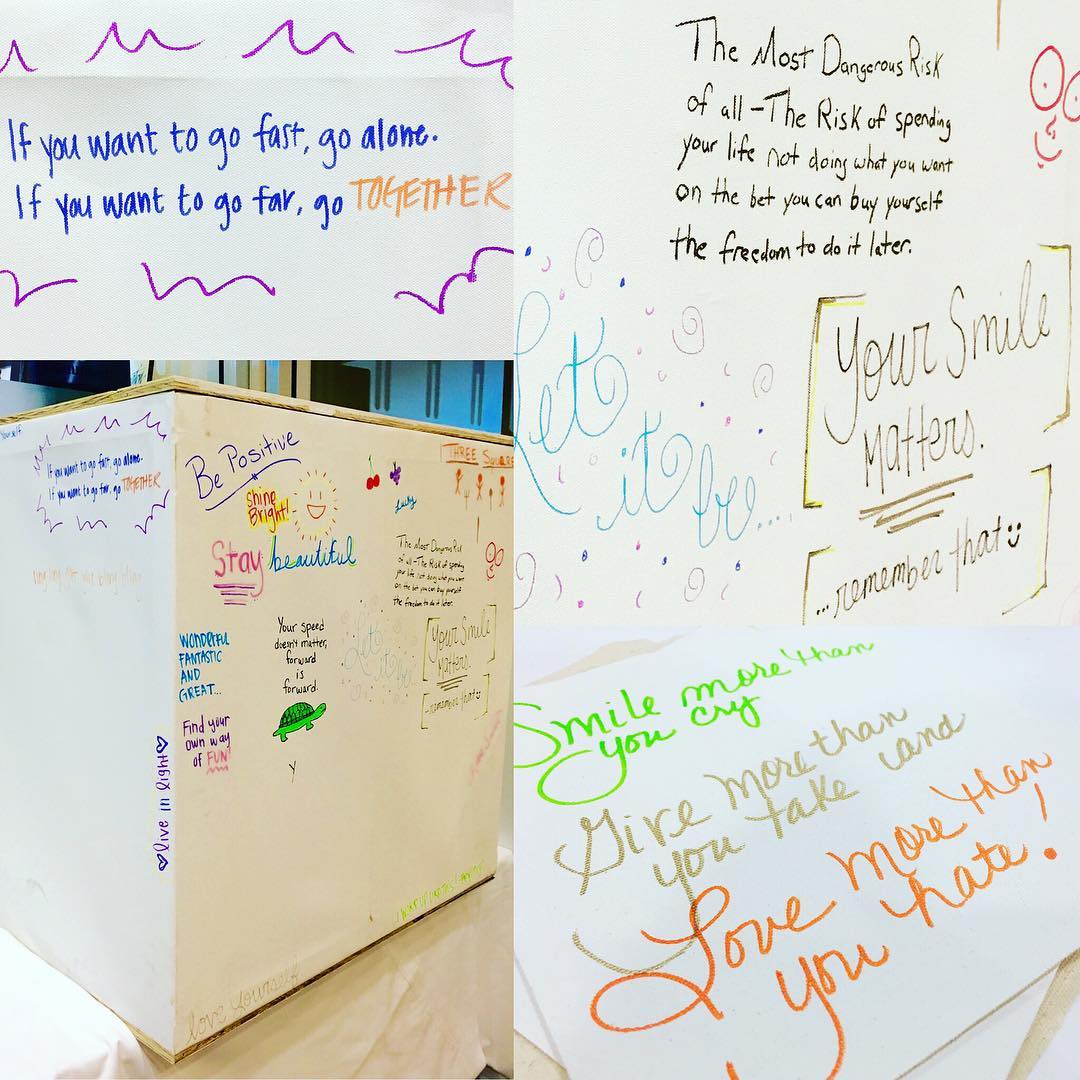 If you want to go fast, go alone.
If you want to go far, go TOGETHER
The Most Dangerous Risk
of all - The Risk of spending
your life not doing what you want
on the bet you can buy yourself
the freedom to do it later.
Let
it be....
Your Smile
Matters.
...remember that
Yourself
If you want to go fast, go alone.
If you want to go far, go TOGETHER
Be Positive
Shine
Bright!
THREE SQUARE
Lucky
Stay beautiful
The Most Dangerous Risk
of all - The Risk of spending
your life not doing what you want
on the bet you can buy yourself
the freedom to do it later.
WONDERFUL
FANTASTIC
AND
GREAT...
Your speed
doesn't matter,
forward
is
forward.
Let
it be
Your Smile
Matters.
...remember that
Find your
own way
of FUN!
Y
live in light
love yourself
Smile more than
you cry
Give more than
you take and
Love more than
you hate!